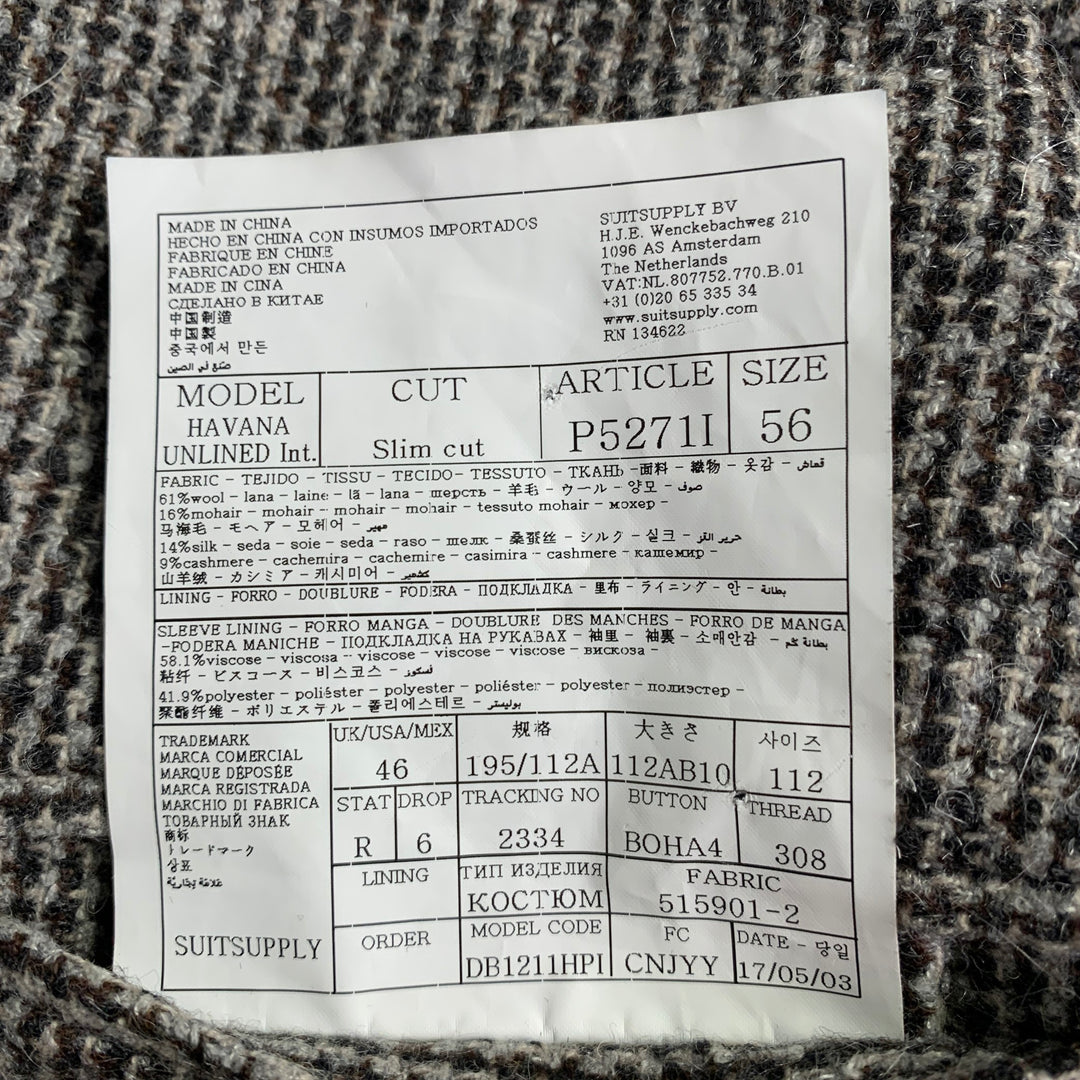 MADE IN CHINA
HECHO EN CHINA CON INSUMOS IMPORTADOS
FABRIQUE EN CHINE
FABRICADO EN CHINA
MADE IN CINA
СДЕЛАНО В КИТАЕ
中国制造
中国製
중국에서 만든
صنع في الصين
SUITSUPPLY BV
H.J.E. Wenckebachweg 210
1096 AS Amsterdam
The Netherlands
VAT:NL.807752.770.B.01
+31 (0)20 65 335 34
www.suitsupply.com
RN 134622
MODEL
HAVANA
UNLINED Int.
CUT
Slim cut
ARTICLE
P5271I
SIZE
56
FABRIC - TEJIDO - TISSU - TECIDO- TESSUTO - ТКАНЬ -面料 - 織物 - 옷감 - قماش
61%wool - lana - laine - lã - lana - шерсть - 羊毛 - ウール - 양모 - صوف
16%mohair - mohair - mohair - mohair - tessuto mohair - мохер -
马海毛 - モヘアー - 모헤어 - مهير
14%silk - seda - soie - seda - raso - шелк - 桑蚕丝 - シルク - 실크 - حرير القز
9%cashmere - cachemira - cachemire - casimira - cashmere - кашемир -
山羊绒 - カシミアー - 캐시미어 - كشمير
LINING - FORRO - DOUBLURE - FODERA - ПОДКЛАДКА - 里布 - ライニング - 안 - بطانة
SLEEVE LINING - FORRO MANGA - DOUBLURE DES MANCHES - FORRO DE MANGA
-FODERA MANICHE - ПОДКЛАДКА НА РУКАВАХ - 袖里 - 袖裏 - 소매안감 - بطانة كم
58.1%viscose - viscosa - viscose - viscose - viscose - вискоза -
粘纤 - ビスコース - 비스코스 - فسكوز
41.9%polyester - poliéster - polyester - poliéster - polyester - полиэстер -
聚酯纤维 - ポリエステル - 폴리에스테르 - بوليستر
TRADEMARK
MARCA COMERCIAL
MARQUE DÉPOSÉE
MARCA REGISTRADA
MARCHIO DI FABRICA
ТОВАРНЫЙ ЗНАК
商标
トレードマーク
상표
علامة تجارية
SUITSUPPLY
UK/USA/MEX
46
规格
195/112A
大きさ
112AB10
사이즈
112
STAT
R
DROP
6
TRACKING NO
2334
BUTTON
BOHA4
THREAD
308
LINING
ТИП ИЗДЕЛИЯ
КОСТЮМ
FABRIC
515901-2
ORDER
MODEL CODE
DB1211HPI
FC
CNJYY
DATE - 당일
17/05/03